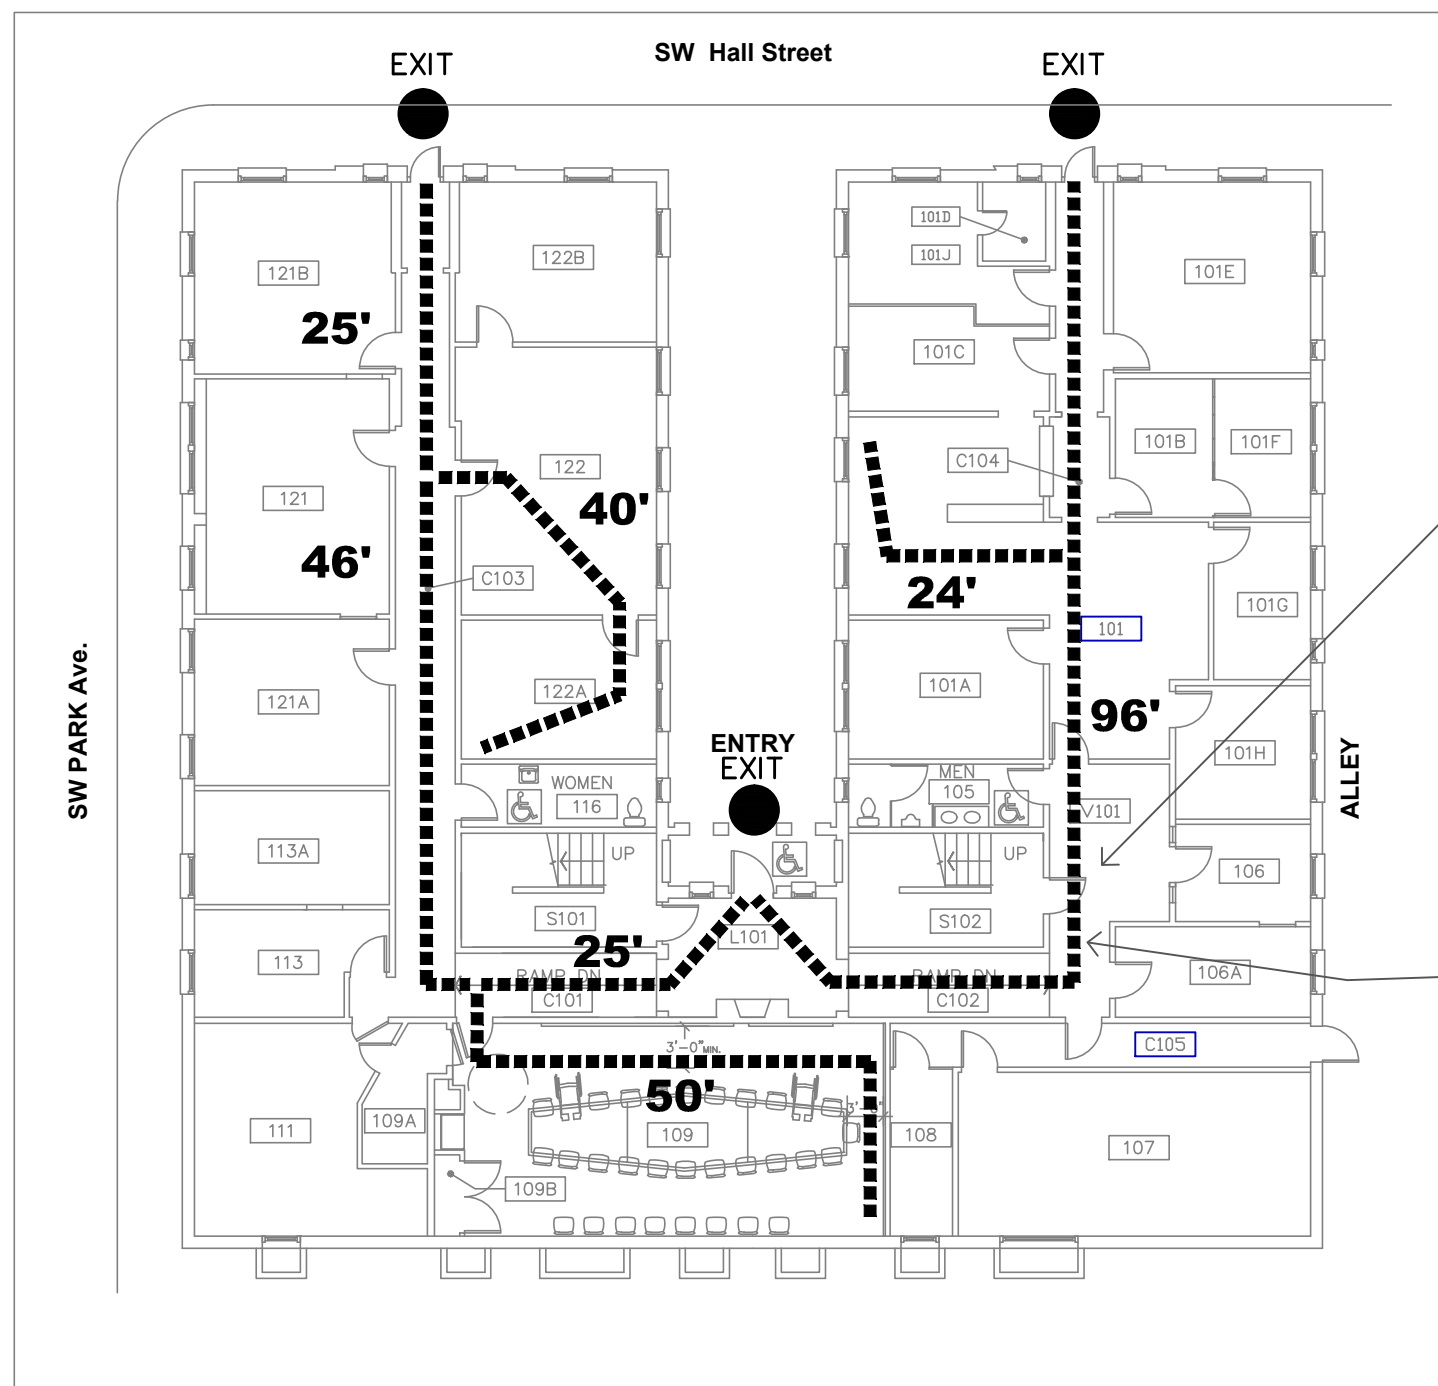 SW Hall Street
EXIT
EXIT
101D
101J
122B
121B
101E
25'
101C
101B
101F
C104
122
121
40'
46'
C103
24'
101G
101
SW PARK Ave.
101A
122A
121A
96'
ENTRY
EXIT
101H
ALLEY
WOMEN
MEN
116
105
V101
113A
UP
UP
106
S101
S102
L101
25'
113
RAMP DN
RAMP DN
106A
C101
C102
3'-0" MIN.
C105
50'
3'-0"
109A
111
109
108
107
109B